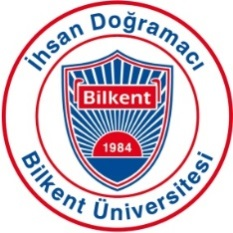 İhsan Doğramacı
Bilkent
1984
Bilkent Üniversitesi